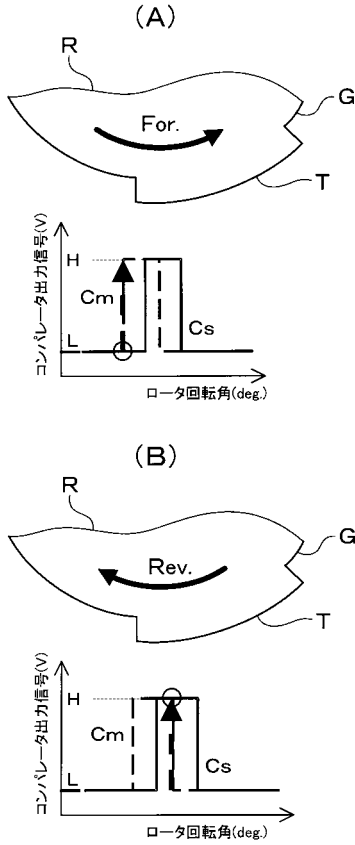 (A)
R
G
For.
T
コンパレータ出力信号(V)
H
Cm
Cs
L
ロータ回転角(deg.)
(B)
R
G
Rev.
T
コンパレータ出力信号(V)
H
Cm
Cs
L
ロータ回転角(deg.)